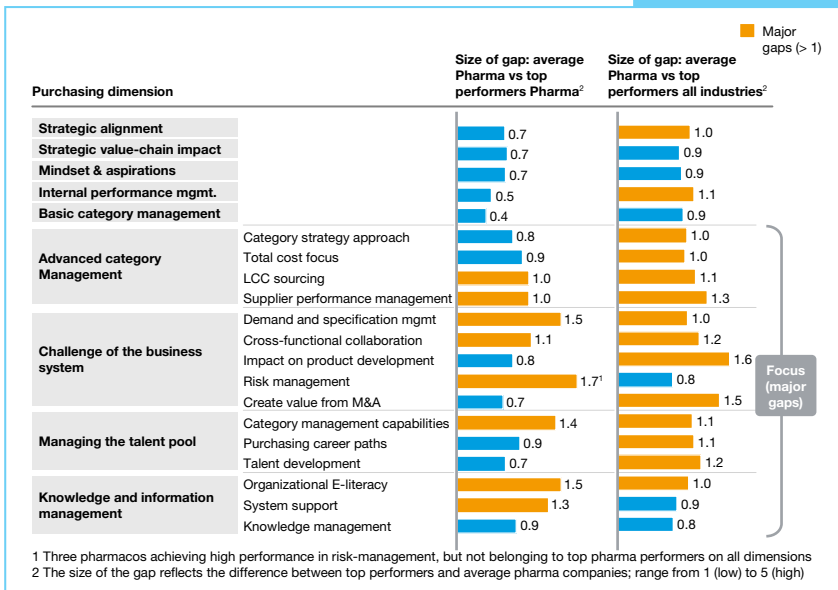 Major
gaps (> 1)
Purchasing dimension
Size of gap: average
Pharma vs top
performers Pharma2
Size of gap: average
Pharma vs top
performers all industries2
Strategic alignment 0.7 1.0
Strategic value-chain impact 0.7 0.9
Mindset & aspirations 0.7 0.9
Internal performance mgmt. 0.5 1.1
Basic category management 0.4 0.9
Advanced category
Management
Category strategy approach 0.8 1.0
Total cost focus 0.9 1.0
LCC sourcing 1.0 1.1
Supplier performance management 1.0 1.3
Challenge of the business
system
Demand and specification mgmt 1.5 1.0
Cross-functional collaboration 1.1 1.2
Impact on product development 0.8 1.6
Risk management 1.71 0.8
Create value from M&A 0.7 1.5
Managing the talent pool
Category management capabilities 1.4 1.1
Purchasing career paths 0.9 1.1
Talent development 0.7 1.2
Knowledge and information
management
Organizational E-literacy 1.5 1.0
System support 1.3 0.9
Knowledge management 0.9 0.8
Focus
(major
gaps)
1 Three pharmacos achieving high performance in risk-management, but not belonging to top pharma performers on all dimensions
2 The size of the gap reflects the difference between top performers and average pharma companies; range from 1 (low) to 5 (high)